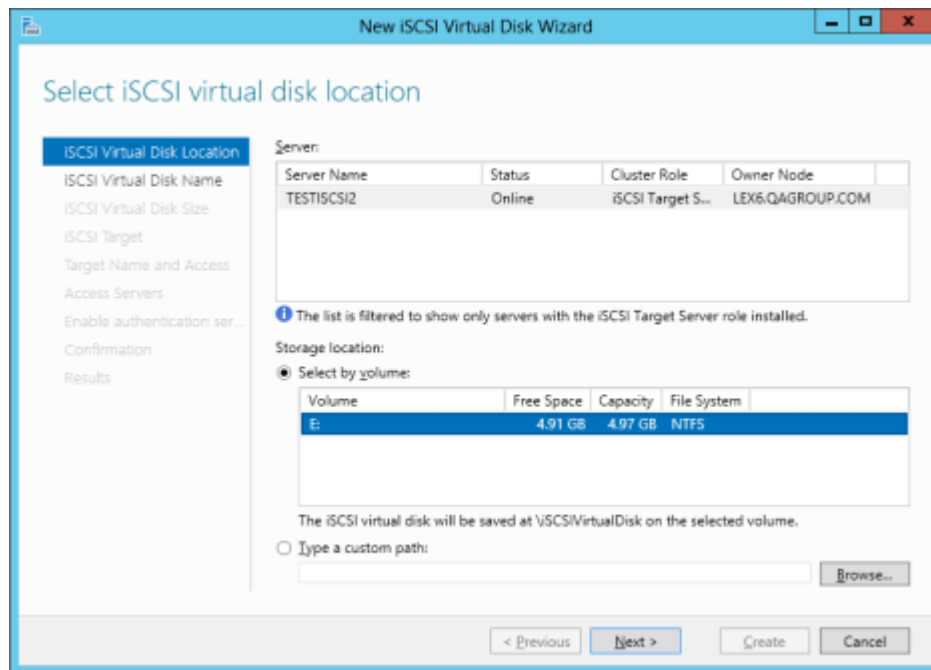 New iSCSI Virtual Disk Wizard
Select iSCSI virtual disk location
iSCSI Virtual Disk Location
iSCSI Virtual Disk Name
iSCSI Virtual Disk Size
iSCSI Target
Target Name and Access
Access Servers
Enable authentication ser...
Confirmation
Results
Server:
Server Name Status Cluster Role Owner Node
TESTISCSI2 Online iSCSI Target S... LEX6.QAGROUP.COM
The list is filtered to show only servers with the iSCSI Target Server role installed.
Storage location:
Select by volume:
Volume Free Space Capacity File System
E: 4.91 GB 4.97 GB NTFS
The iSCSI virtual disk will be saved at \iSCSIVirtualDisk on the selected volume.
Type a custom path:
Browse...
< Previous Next > Create Cancel